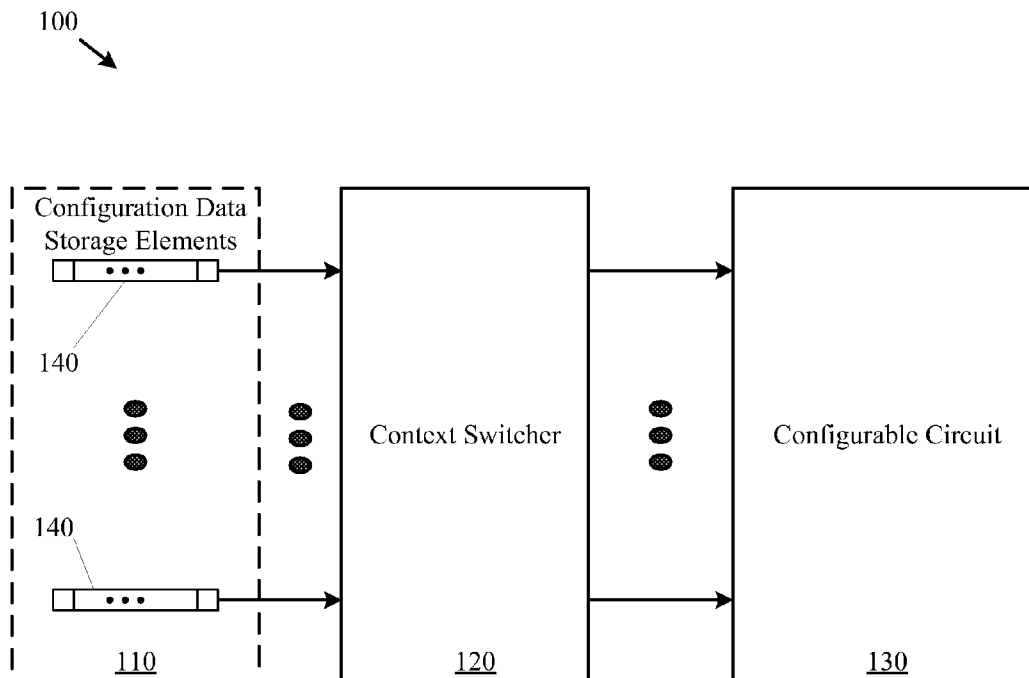 100
Configuration Data
Storage Elements
140
Context Switcher
Configurable Circuit
140
110
120
130